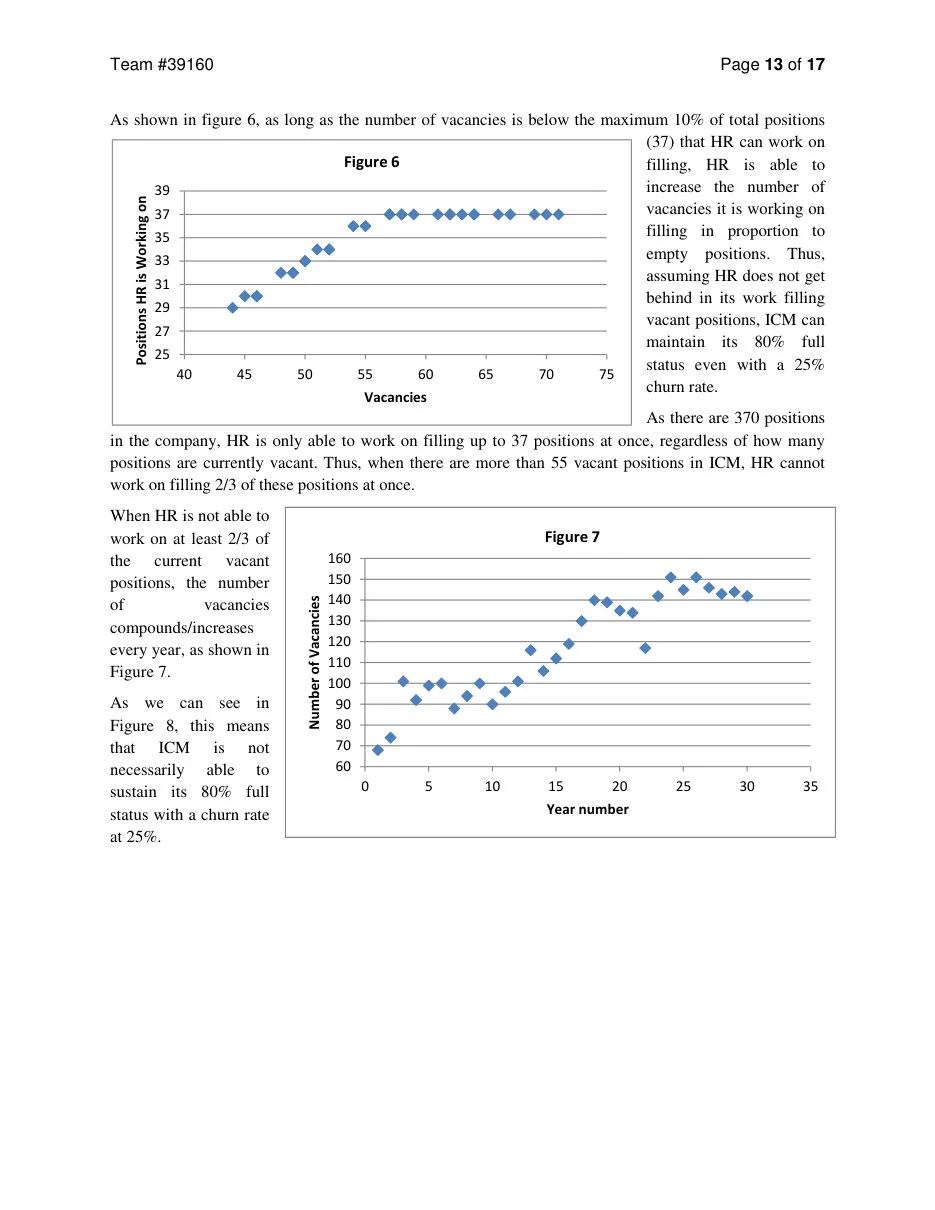 Team #39160
Page 13 of 17
As shown in figure 6, as long as the number of vacancies is below the maximum 10% of total positions
(37) that HR can work on
filling, HR is able to
increase the number of
vacancies it is working on
filling in proportion to
empty positions. Thus,
assuming HR does not get
behind in its work filling
vacant positions, ICM can
maintain its 80% full
status even with a 25%
churn rate.
Figure 6
Positions HR is Working on
39
37
35
33
31
29
27
25
40 45 50 55 60 65 70 75
Vacancies
As there are 370 positions
in the company, HR is only able to work on filling up to 37 positions at once, regardless of how many
positions are currently vacant. Thus, when there are more than 55 vacant positions in ICM, HR cannot
work on filling 2/3 of these positions at once.
When HR is not able to
work on at least 2/3 of
the current vacant
positions, the number
of vacancies
compounds/increases
every year, as shown in
Figure 7.
As we can see in
Figure 8, this means
that ICM is not
necessarily able to
sustain its 80% full
status with a churn rate
at 25%.
Figure 7
Number of Vacancies
160
150
140
130
120
110
100
90
80
70
60
0 5 10 15 20 25 30 35
Year number